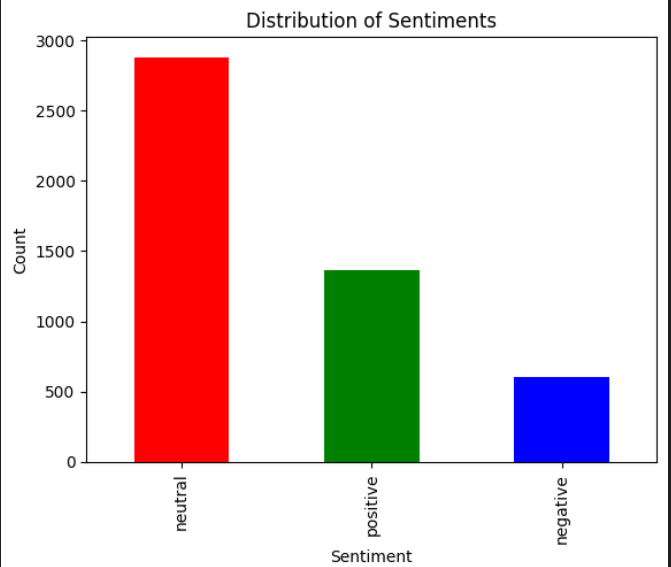 Distribution of Sentiments
3000
2500
2000
1500
1000
500
0
Count
neutral
positive
negative
Sentiment